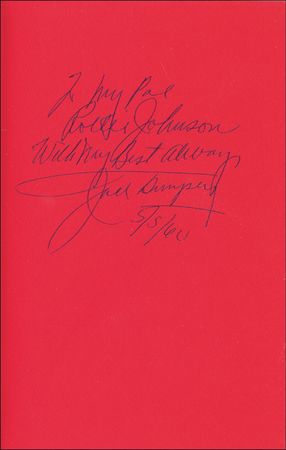 To My Pal
Rollie Johnson
With My Best Always
Jack Dempsey
5/5/60